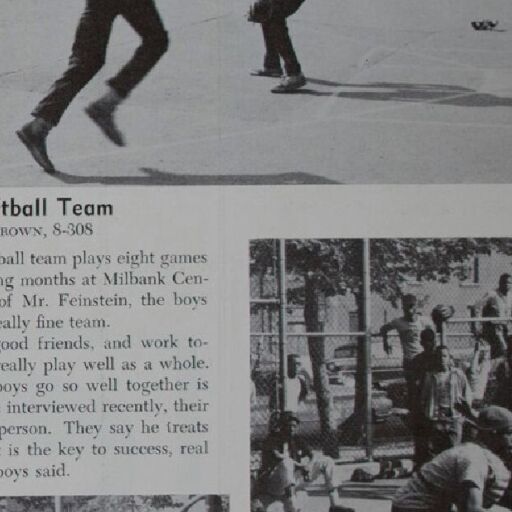 tball Team
ROWN, 8-308
ball team plays eight games
ng months at Milbank Cen-
of Mr. Feinstein, the boys
eally fine team.
good friends, and work to-
really play well as a whole.
boys go so well together is
interviewed recently, their
person. They say he treats
is the key to success, real
boys said.